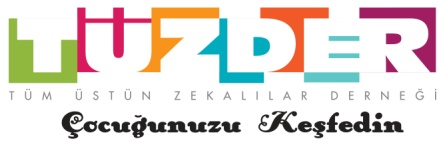 TÜZDER
TÜM ÜSTÜN ZEKALILAR DERNEĞİ
Çocuğunuzu Keşfedin